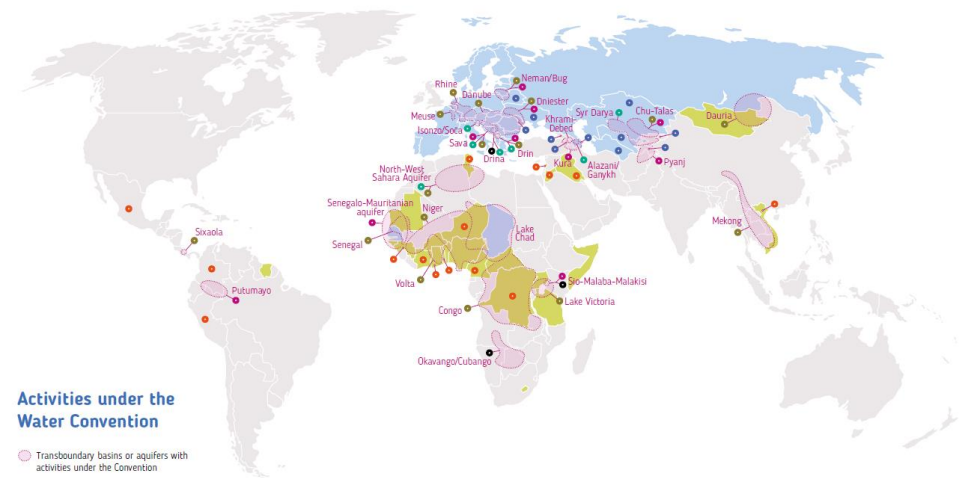 Neman/Bug
Rhine
Danube
Dniester
Meuse
Isonzo/Soča
Sava
Drina
Drin
Khrami-
Debed
Kura
Alazani/
Ganykh
Syr Darya
Chu-Talas
Pyanj
Dauria
North-West
Sahara Aquifer
Senegalo-Mauritanian
aquifer
Niger
Senegal
Lake
Chad
Volta
Sio-Malaba-Malakisi
Lake Victoria
Congo
Okavango/Cubango
Mekong
Sixaola
Putumayo
Activities under the
Water Convention
Transboundary basins or aquifers with
activities under the Convention